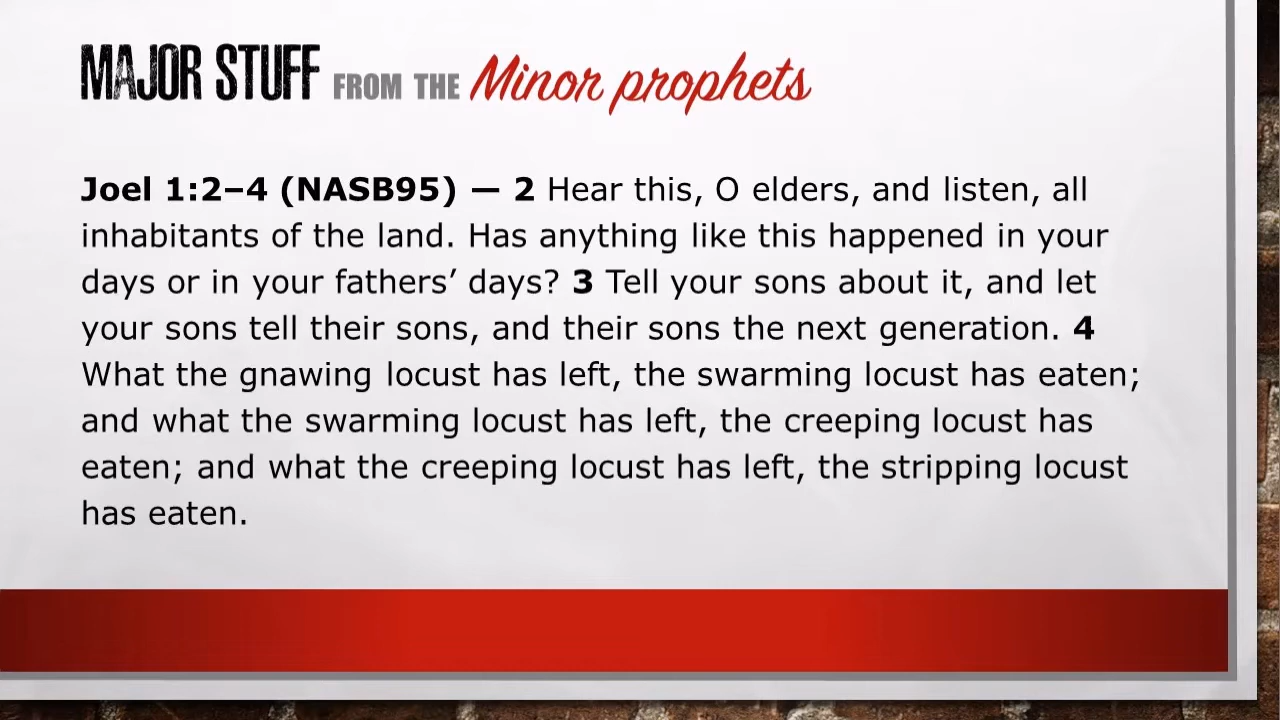 MAJOR STUFF FROM THE Minor prophets
Joel 1:2–4 (NASB95) — 2 Hear this, O elders, and listen, all
inhabitants of the land. Has anything like this happened in your
days or in your fathers’ days? 3 Tell your sons about it, and let
your sons tell their sons, and their sons the next generation. 4
What the gnawing locust has left, the swarming locust has eaten;
and what the swarming locust has left, the creeping locust has
eaten; and what the creeping locust has left, the stripping locust
has eaten.